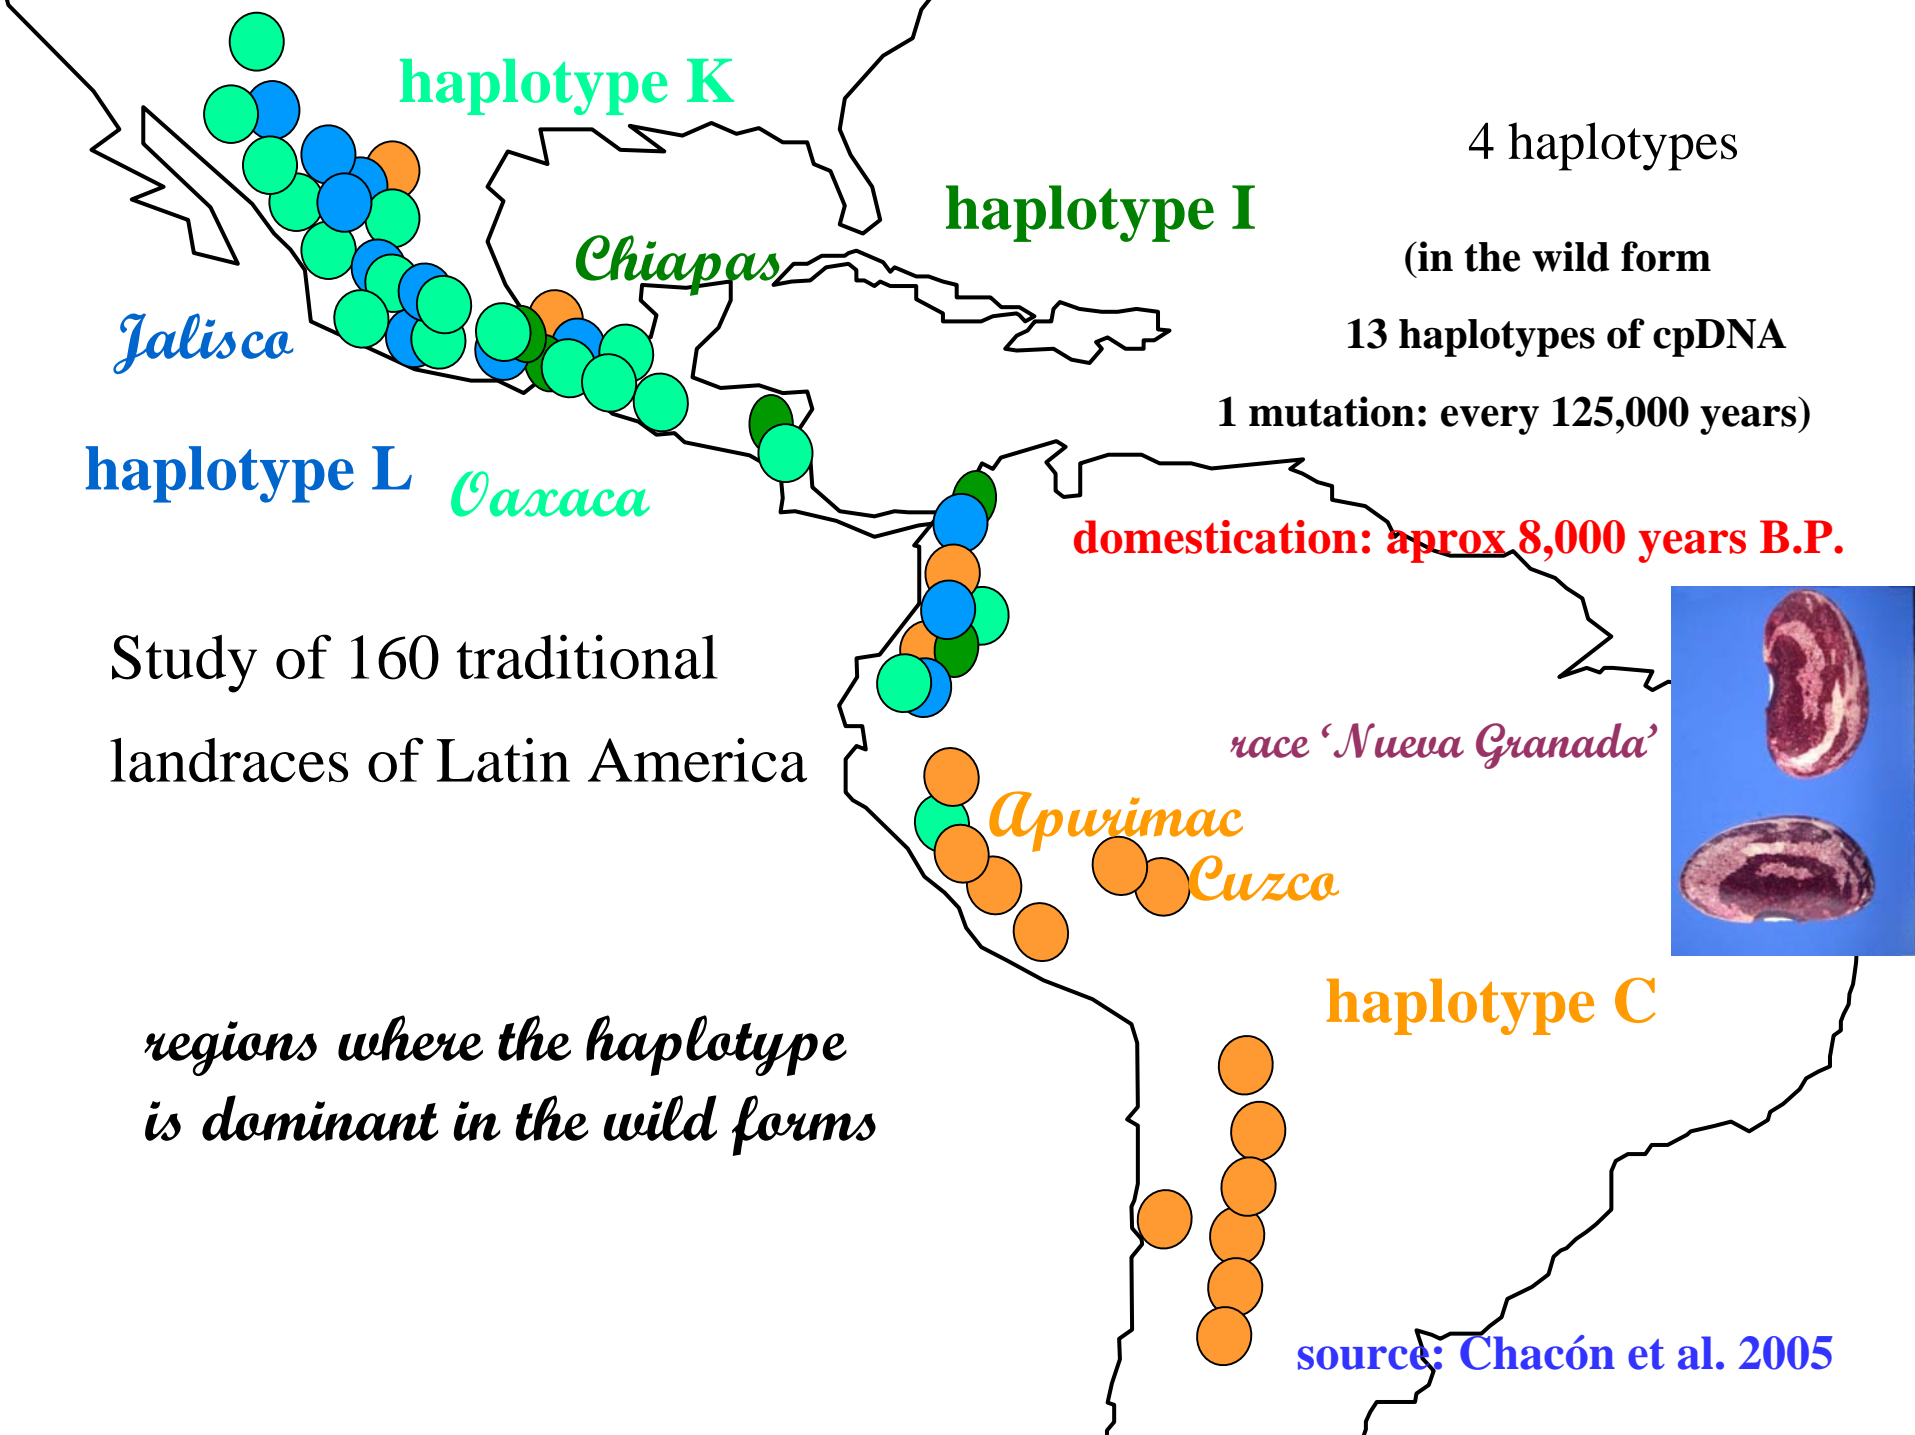 haplotype K
4 haplotypes
haplotype I
Chiapas
(in the wild form
13 haplotypes of cpDNA
1 mutation: every 125,000 years)
Jalisco
haplotype L
Oaxaca
domestication: aprox 8,000 years B.P.
Study of 160 traditional
landraces of Latin America
race ‘Nueva Granada’
Apurimac
Cuzco
haplotype C
regions where the haplotype
is dominant in the wild forms
source: Chacón et al. 2005